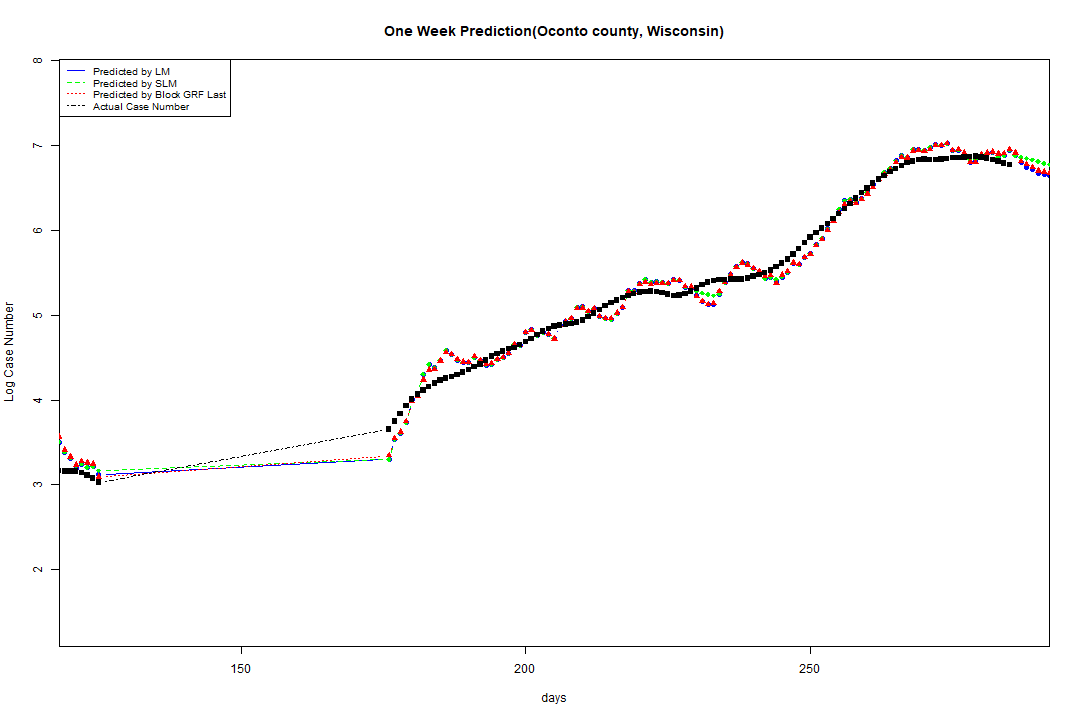 One Week Prediction(Oconto county, Wisconsin)
Predicted by LM
Predicted by SLM
Predicted by Block GRF Last
Actual Case Number
8
7
6
5
4
3
2
Log Case Number
150
200
250
days